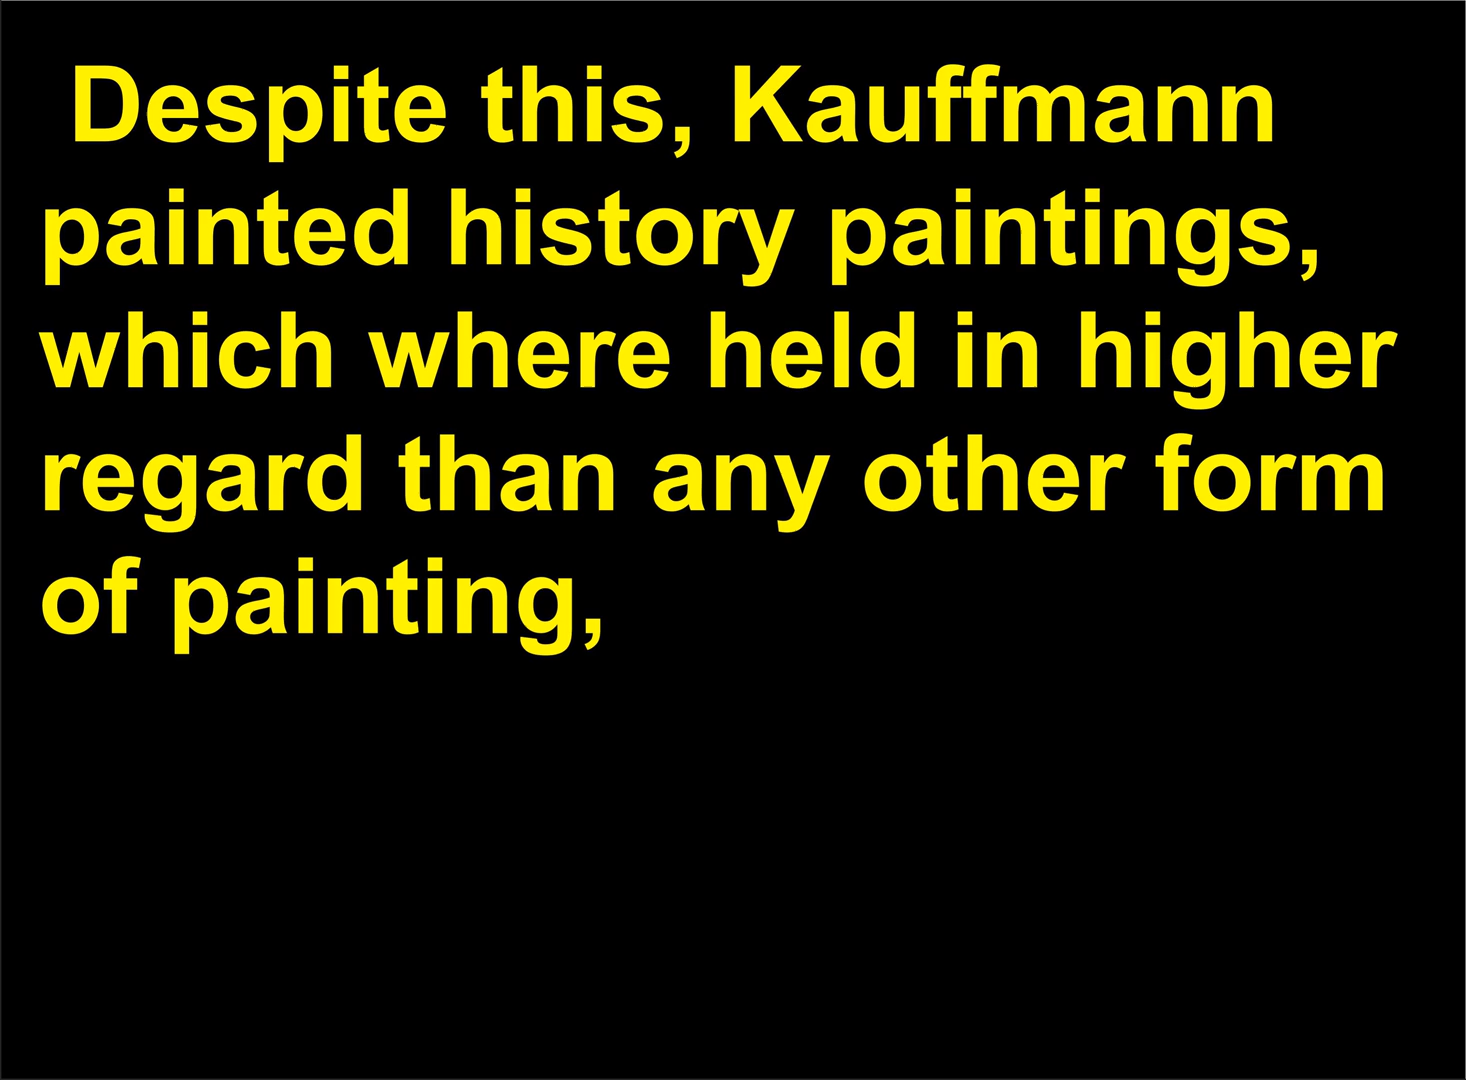 Despite this, Kauffmann
painted history paintings,
which where held in higher
regard than any other form
of painting,